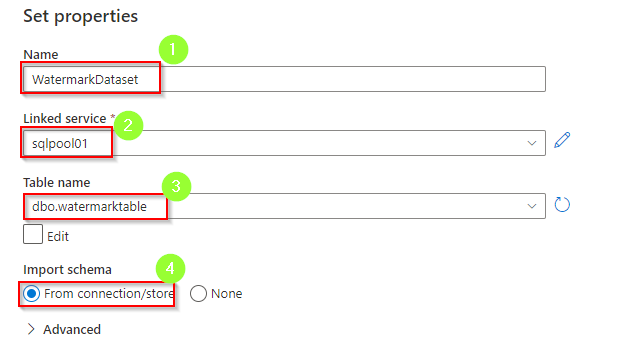 Set properties
1
Name
WatermarkDataset
2
Linked service *
sqlpool01
3
Table name
dbo.watermarktable
Edit
4
Import schema
From connection/store None
Advanced